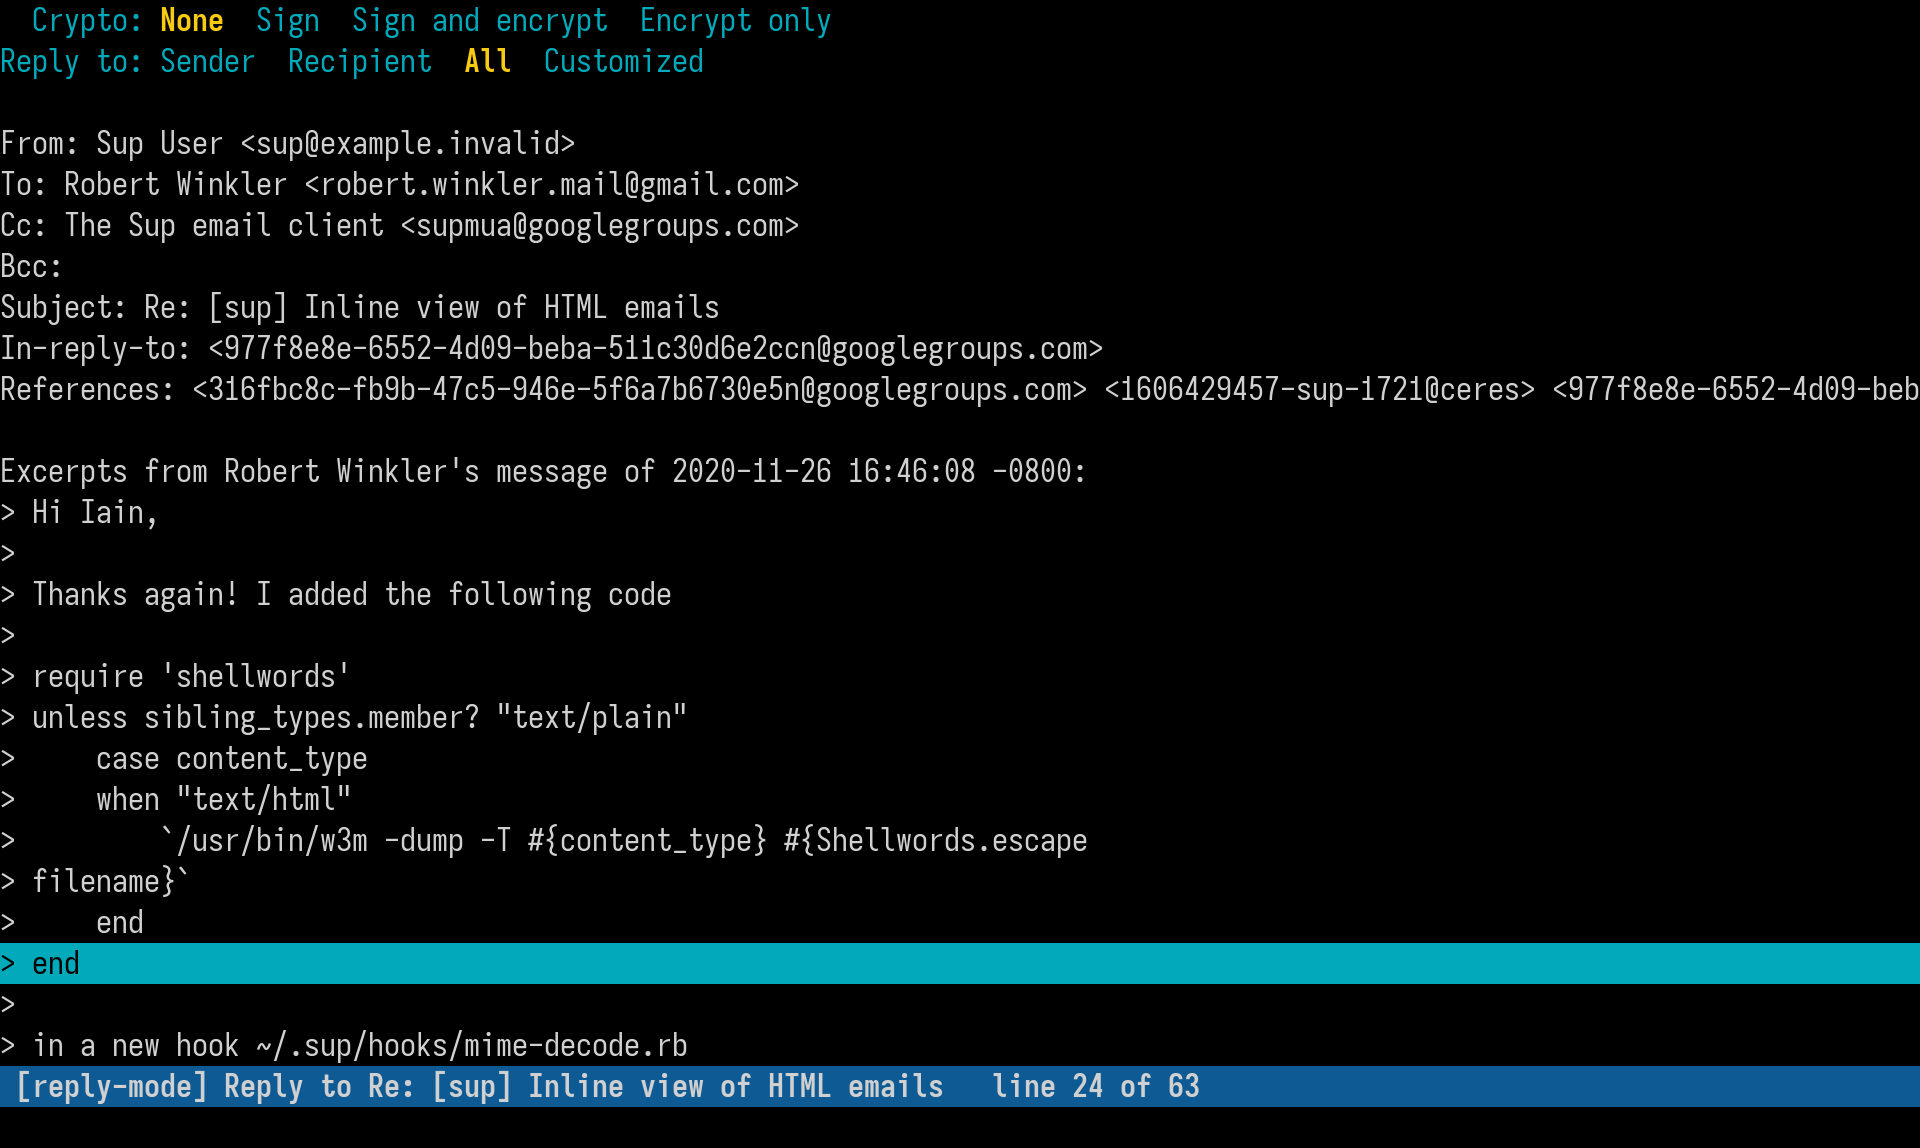 Crypto: None  Sign  Sign and encrypt  Encrypt only
Reply to: Sender  Recipient  All  Customized
From: Sup User <sup@example.invalid>
To: Robert Winkler <robert.winkler.mail@gmail.com>
Cc: The Sup email client <supmua@googlegroups.com>
Bcc:
Subject: Re: [sup] Inline view of HTML emails
In-reply-to: <977f8e8e-6552-4d09-beba-511c30d6e2ccn@googlegroups.com>
References: <316fbc8c-fb9b-47c5-946e-5f6a7b6730e5n@googlegroups.com> <1606429457-sup-1721@ceres> <977f8e8e-6552-4d09-beb
Excerpts from Robert Winkler's message of 2020-11-26 16:46:08 -0800:
> Hi Iain,
>
> Thanks again! I added the following code
>
> require 'shellwords'
> unless sibling_types.member? "text/plain"
>     case content_type
>     when "text/html"
>         `/usr/bin/w3m -dump -T #{content_type} #{Shellwords.escape
> filename}`
>     end
> end
>
> in a new hook ~/.sup/hooks/mime-decode.rb
[reply-mode] Reply to Re: [sup] Inline view of HTML emails   line 24 of 63